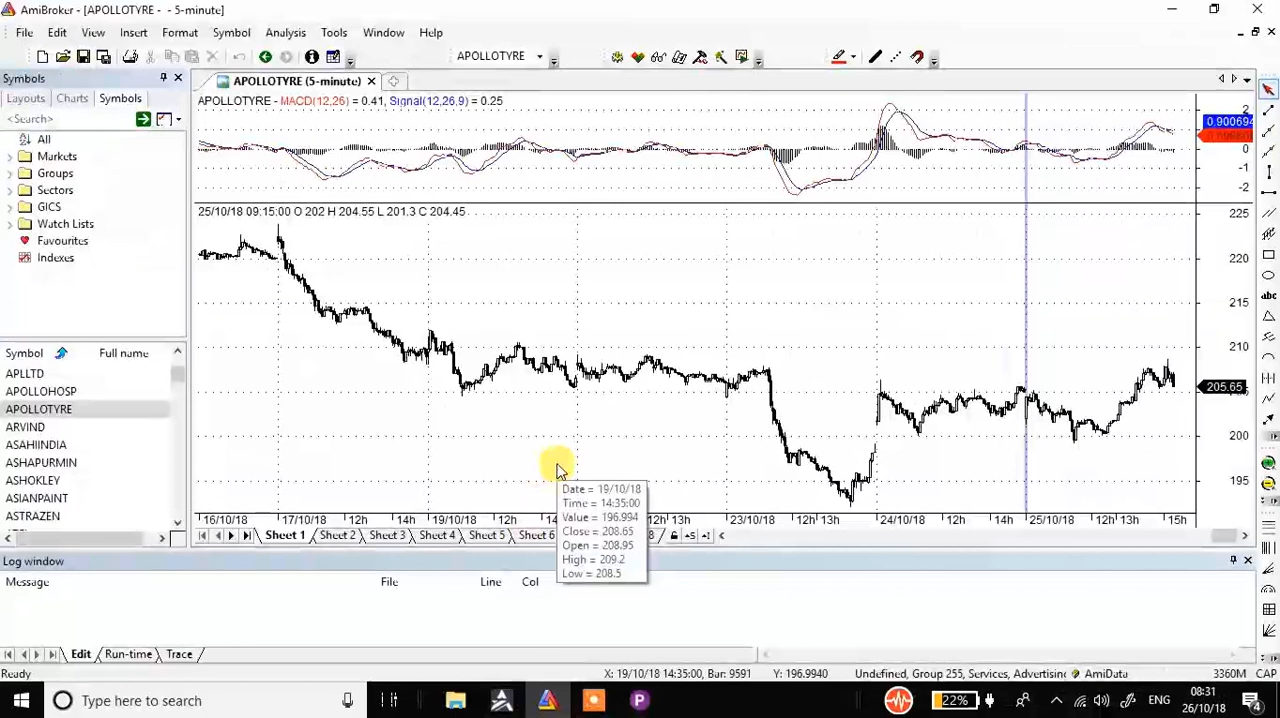 AmiBroker - [APOLLOTYRE - - 5-minute]
File Edit View Insert Format Symbol Analysis Tools Window Help
APOLLOTYRE
Symbols
APOLLOTYRE (5-minute)
Layouts Charts Symbols
<Search>
All
Markets
Groups
Sectors
GICS
Watch Lists
Favourites
Indexes
Symbol Full name
APLLTD
APOLLOHOSP
APOLLOTYRE
ARVIND
ASAHIINDIA
ASHAPURMIN
ASHOKLEY
ASIANPAINT
ASTRAZEN
APOLLOTYRE - MACD(12,26) = 0.41, Signal(12,26,9) = 0.25
2
0.900694
0
-1
-2
25/10/18 09:15:00 O 202 H 204.55 L 201.3 C 204.45
225
220
215
210
205.65
200
195
Date = 19/10/18
Time = 14:35:00
Value = 196.994
Close = 208.65
Open = 208.95
High = 209.2
Low = 208.5
16/10/18 17/10/18 12h 14h 19/10/18 12h 12h 13h 23/10/18 12h 13h 24/10/18 12h 14h 25/10/18 12h 13h 15h
Sheet 1 Sheet 2 Sheet 3 Sheet 4 Sheet 5 Sheet 6
Log window
Message File Line Col
Edit Run-time Trace
Ready X: 19/10/18 14:35:00, Bar: 9591 Y: 196.9940 Undefined, Group 255, Services, Advertising AmiData 3360M CAP
Type here to search
22%
ENG
08:31
26/10/18
4
abc